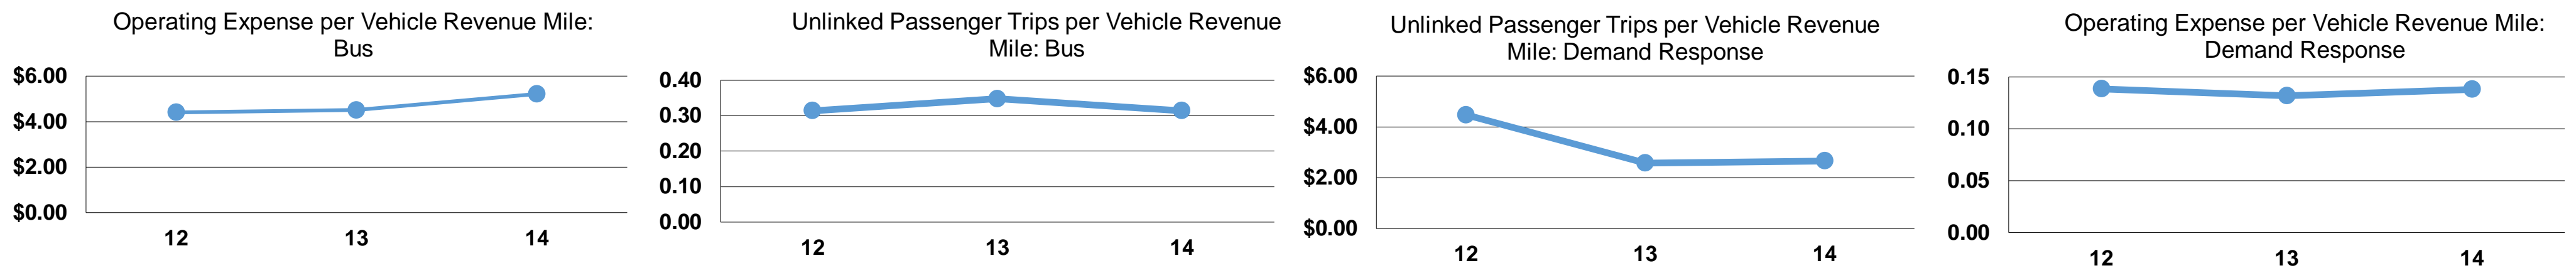 Operating Expense per Vehicle Revenue Mile:
Bus
$6.00
$4.00
$2.00
$0.00
12 13 14
Unlinked Passenger Trips per Vehicle Revenue
Mile: Bus
0.40
0.30
0.20
0.10
0.00
12 13 14
Unlinked Passenger Trips per Vehicle Revenue
Mile: Demand Response
$6.00
$4.00
$2.00
$0.00
12 13 14
Operating Expense per Vehicle Revenue Mile:
Demand Response
0.15
0.10
0.05
0.00
12 13 14